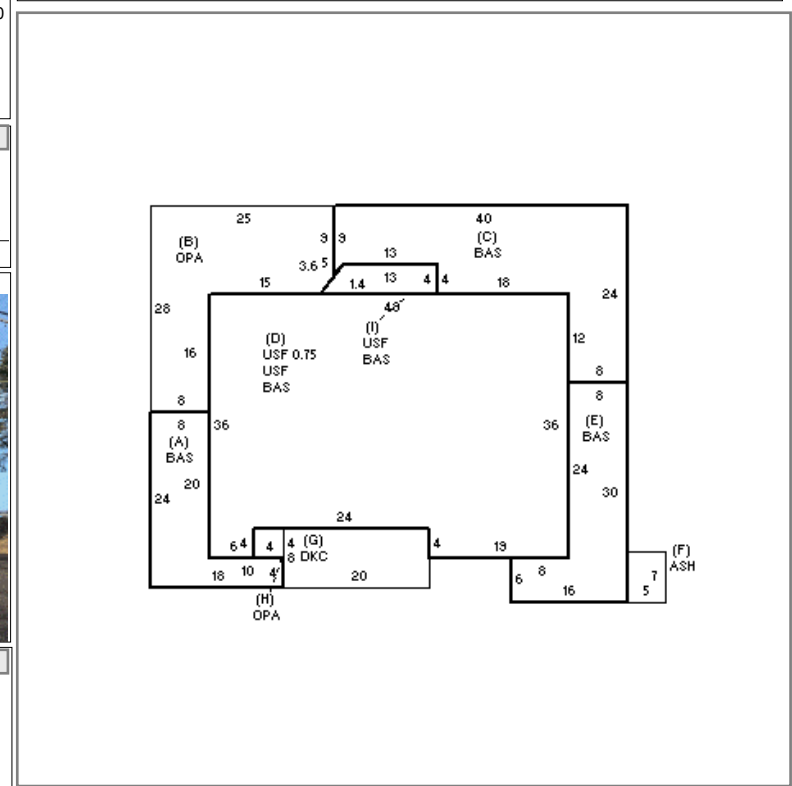 25
40
(B)
OPA
(C)
BAS
9 9
13
3.6 5
15
1.4 13 4 4 18
28
24
48
(I)
USF
BAS
(D)
USF 0.75
USF
BAS
12
16
8
8
8
8
(A)
BAS
36
36
(E)
BAS
20
24
24
30
24
6 4 4 4 (G)
8 DKC
4 19
(F)
ASH
18 10 4 20
6 8
16
7
5
(H)
OPA